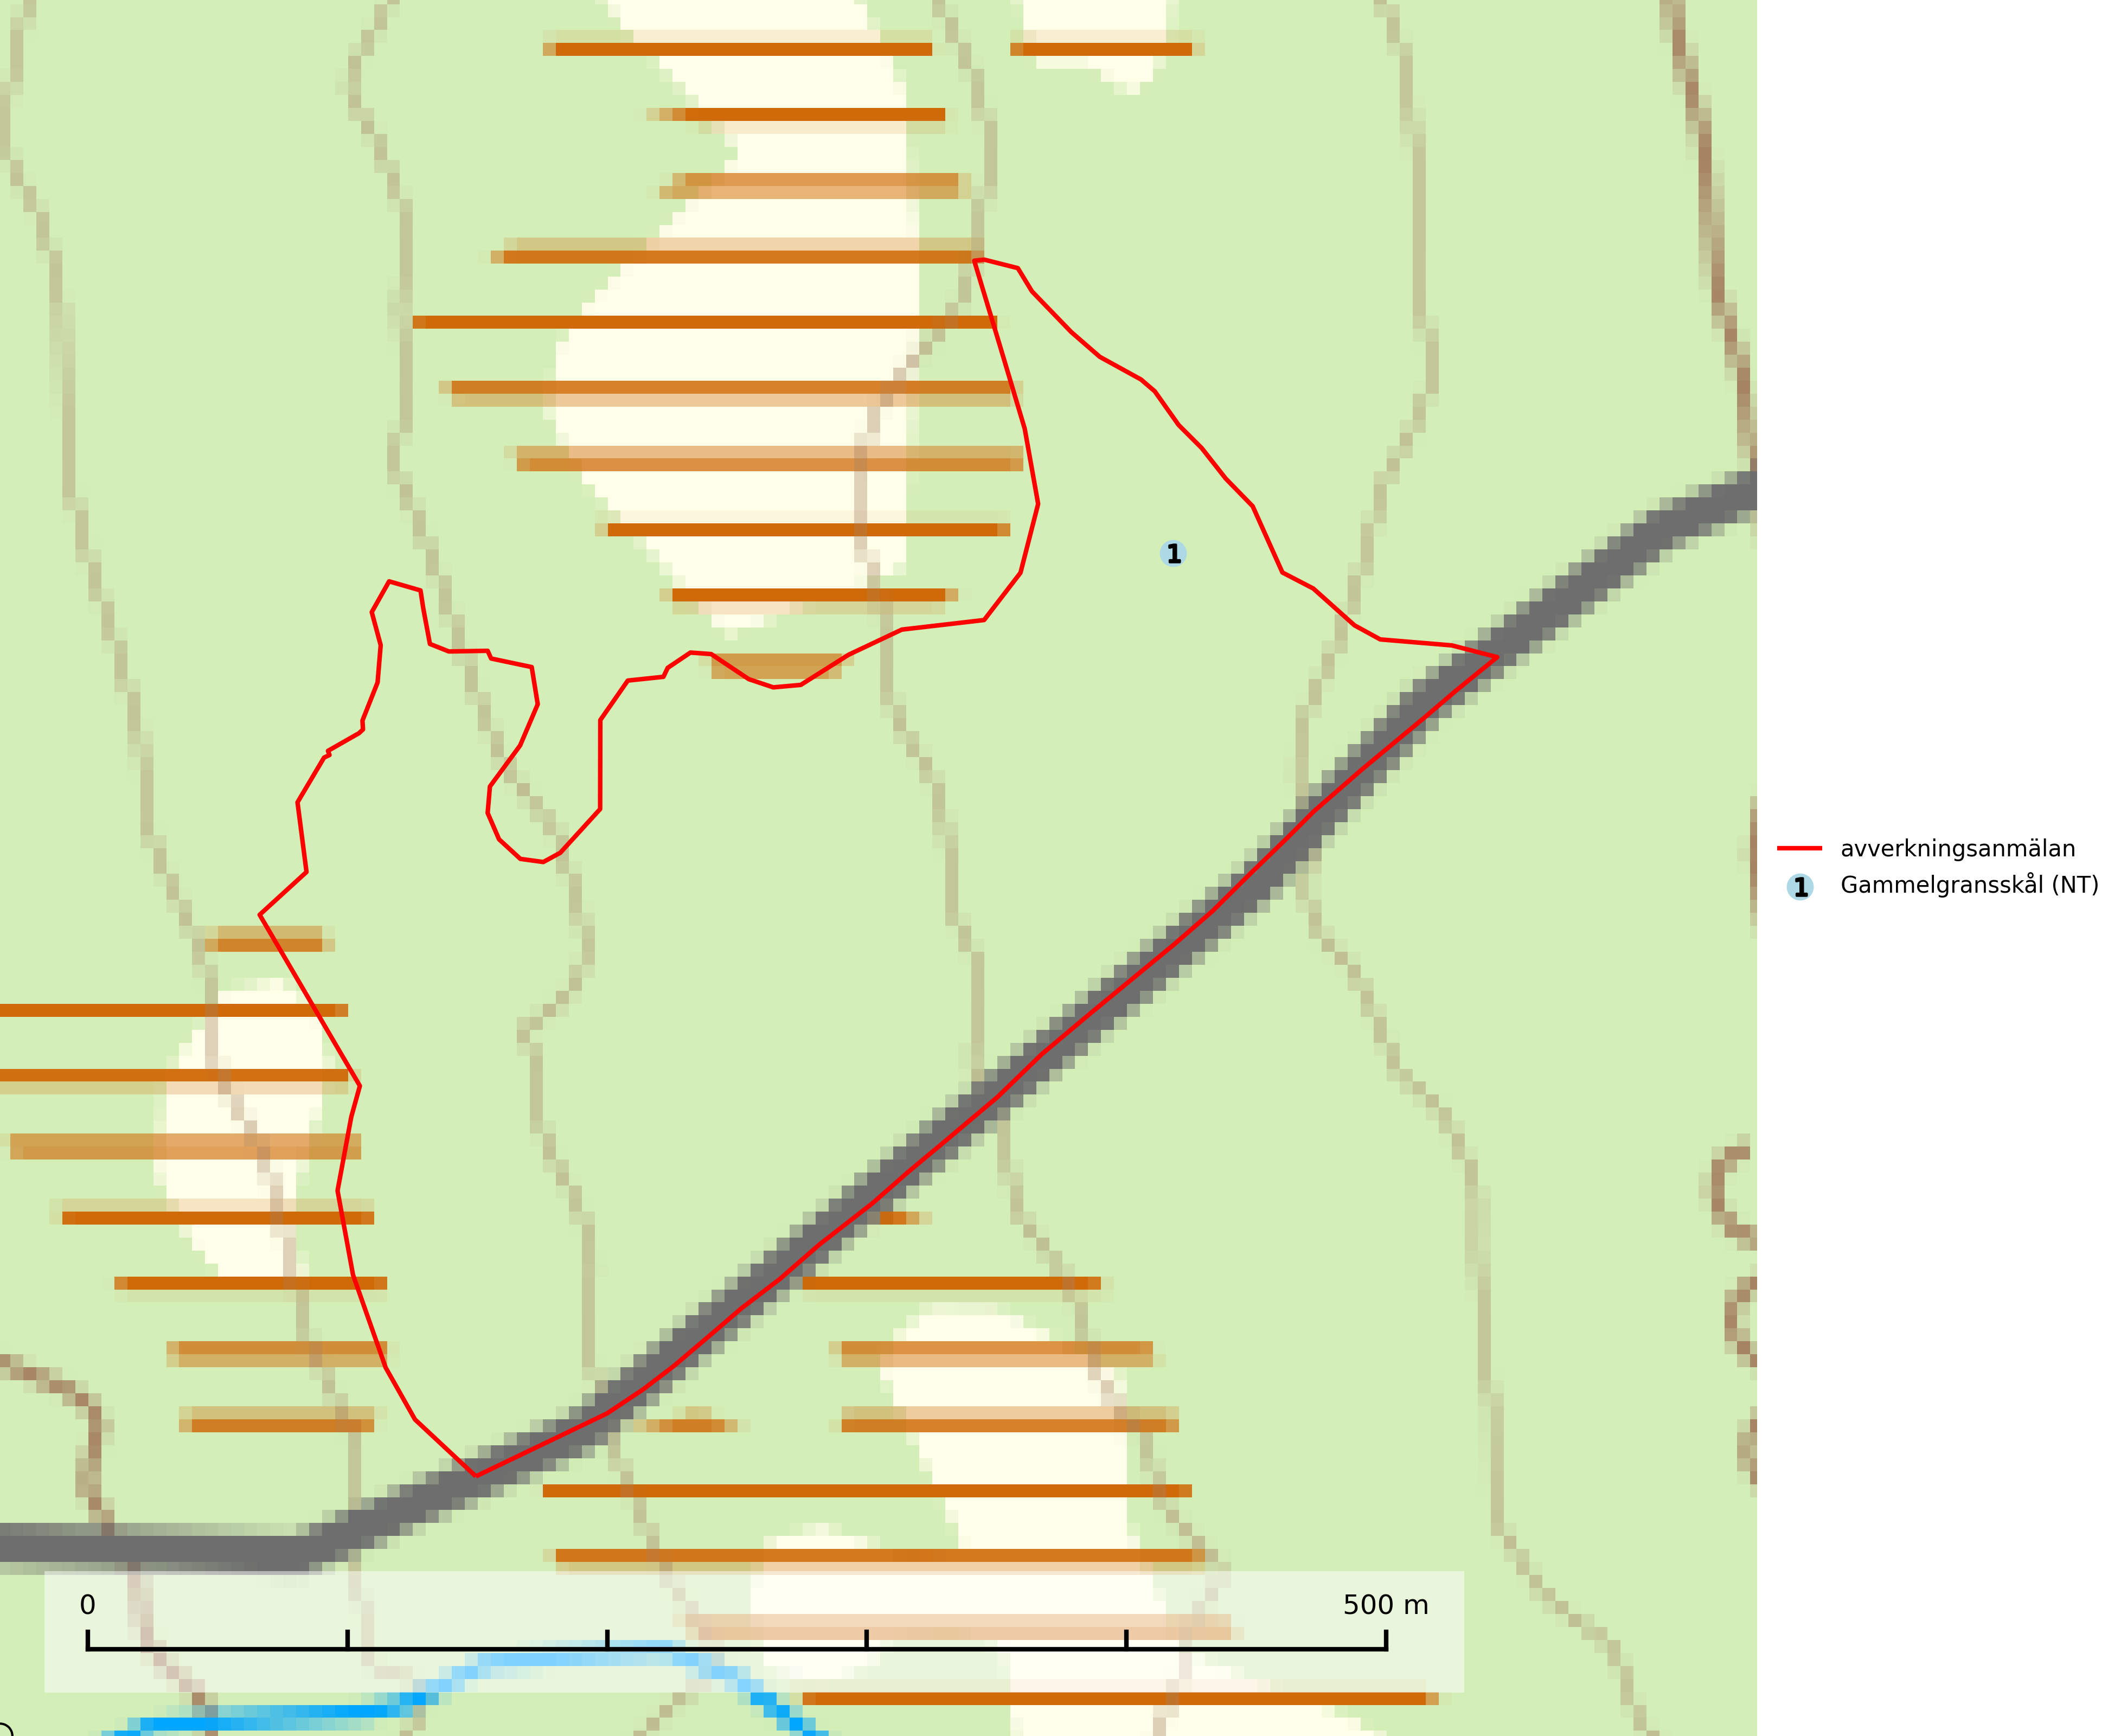 1
avverkningsanmälan
1 Gammelgransskål (NT)
0 500 m